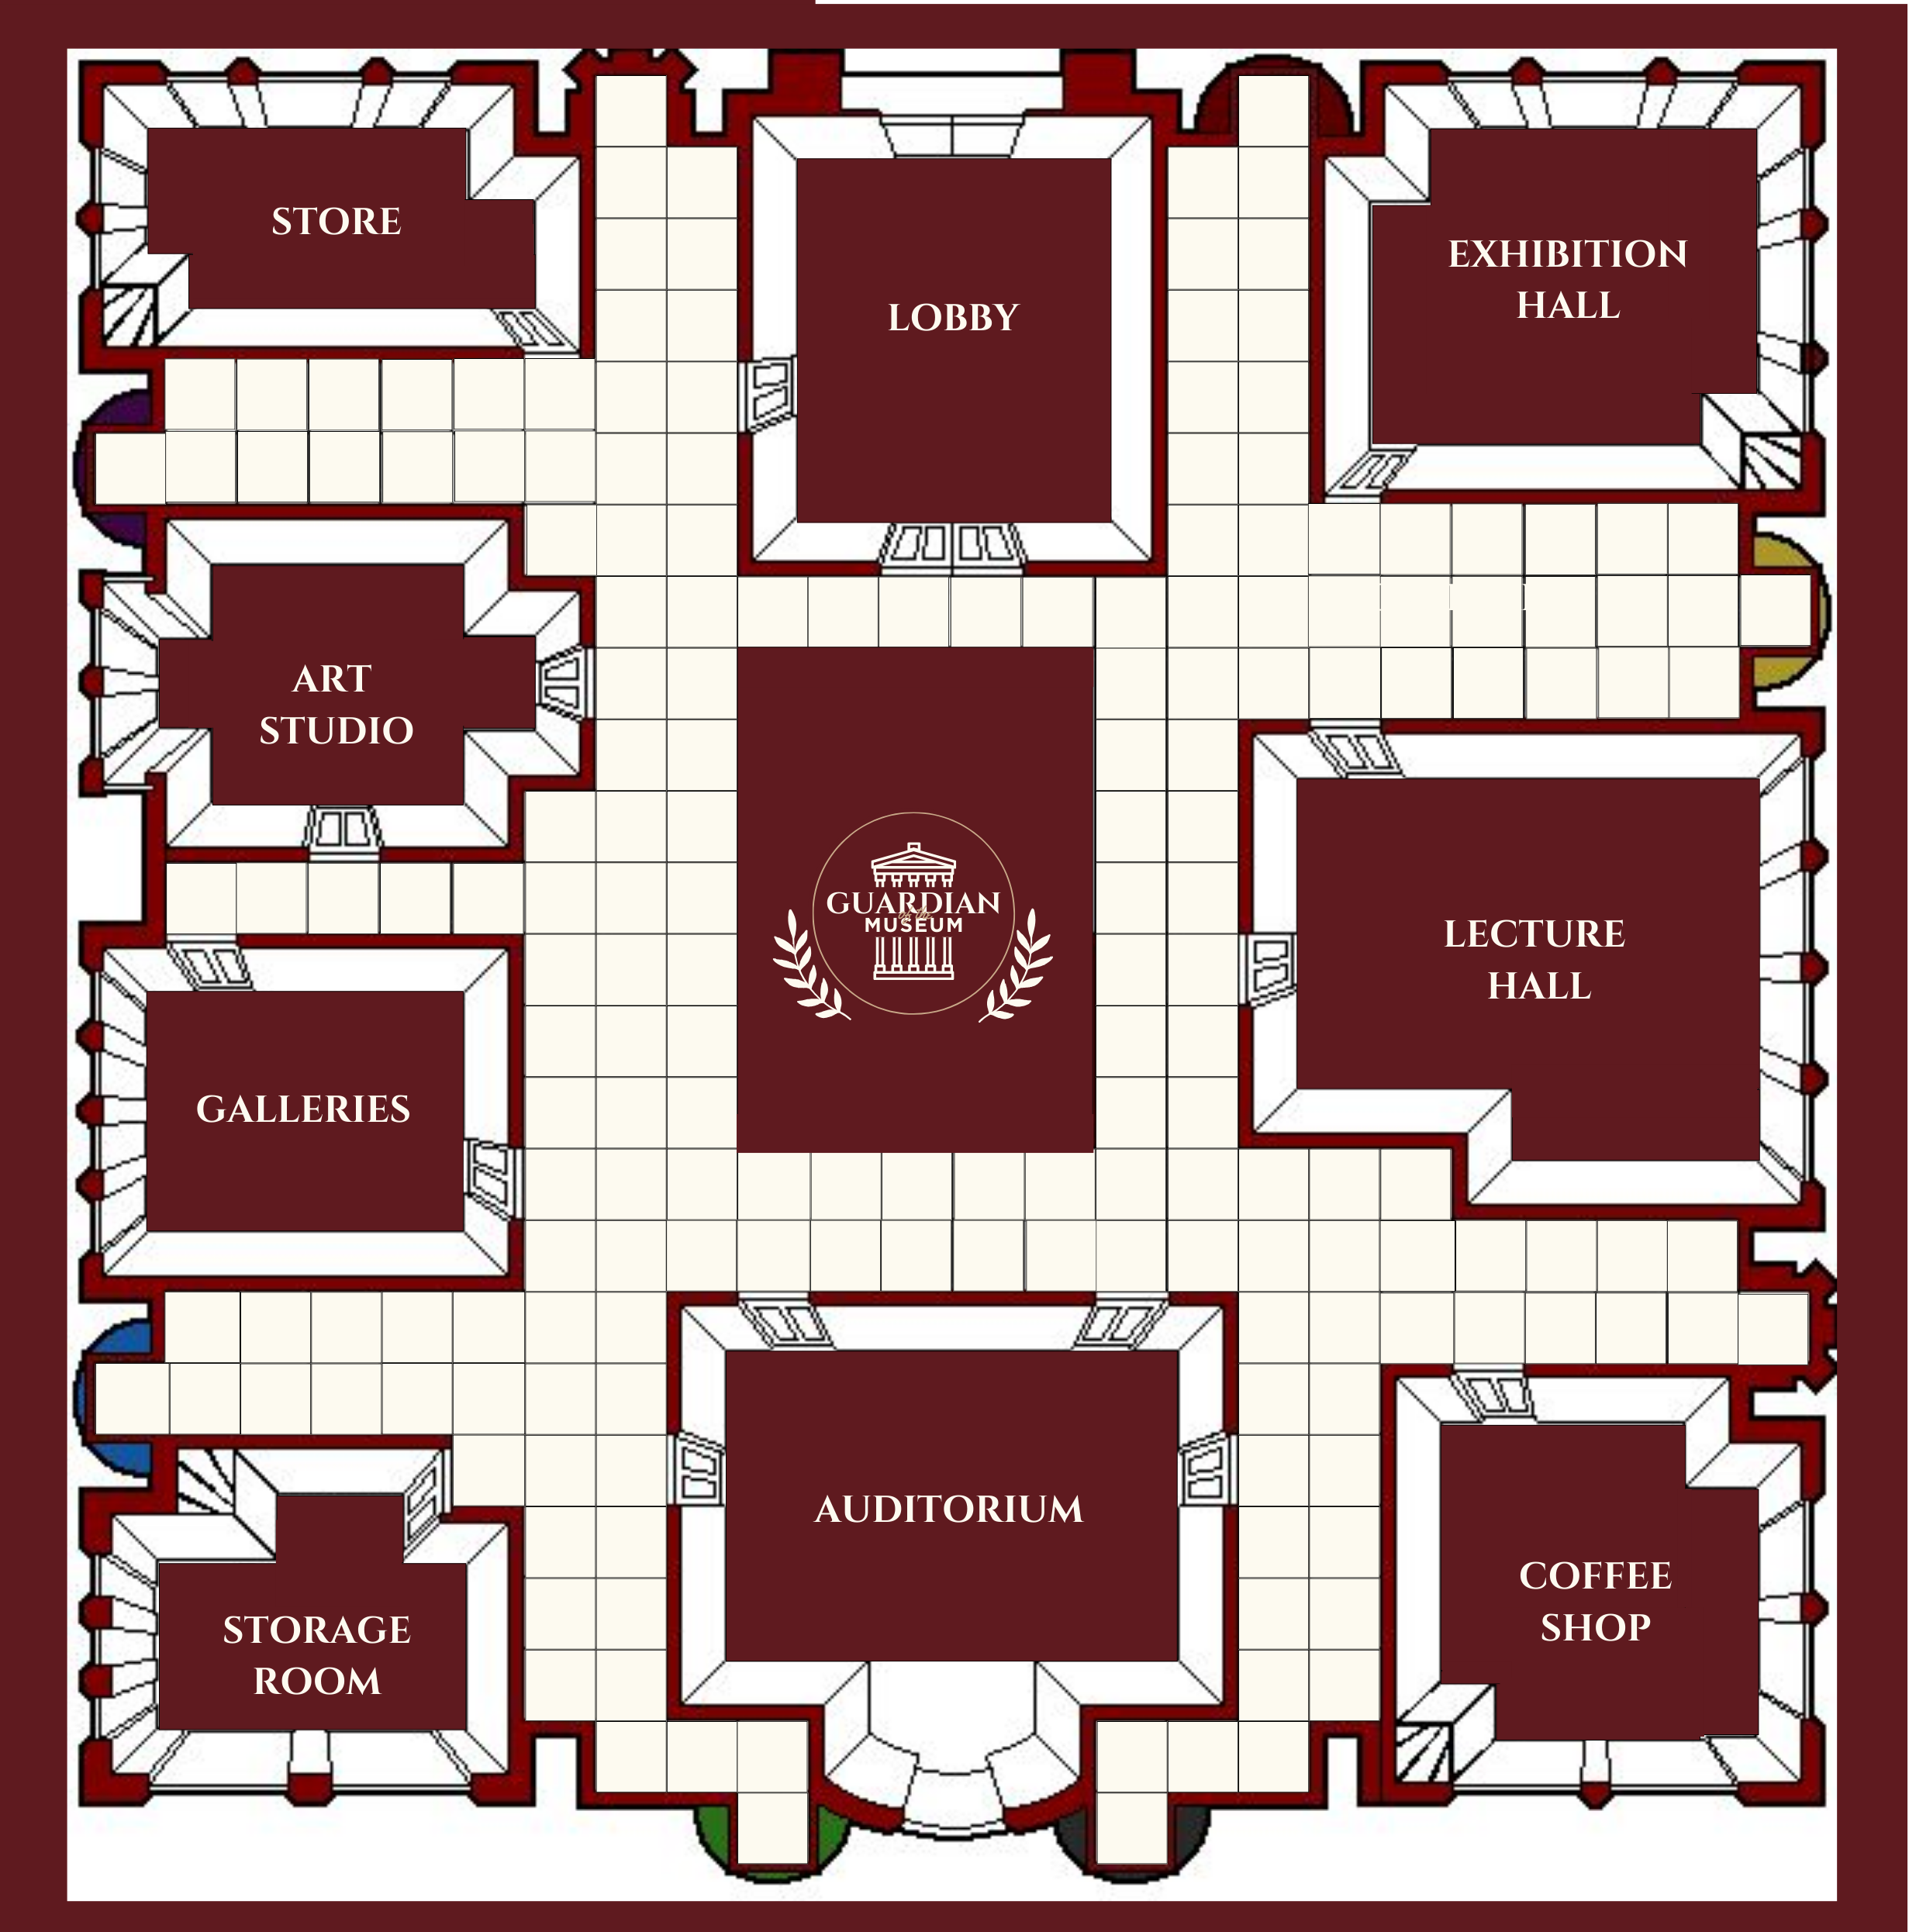 STORE
LOBBY
EXHIBITION
HALL
ART
STUDIO
GUARDIAN
of the
MUSEUM
LECTURE
HALL
GALLERIES
AUDITORIUM
COFFEE
SHOP
STORAGE
ROOM